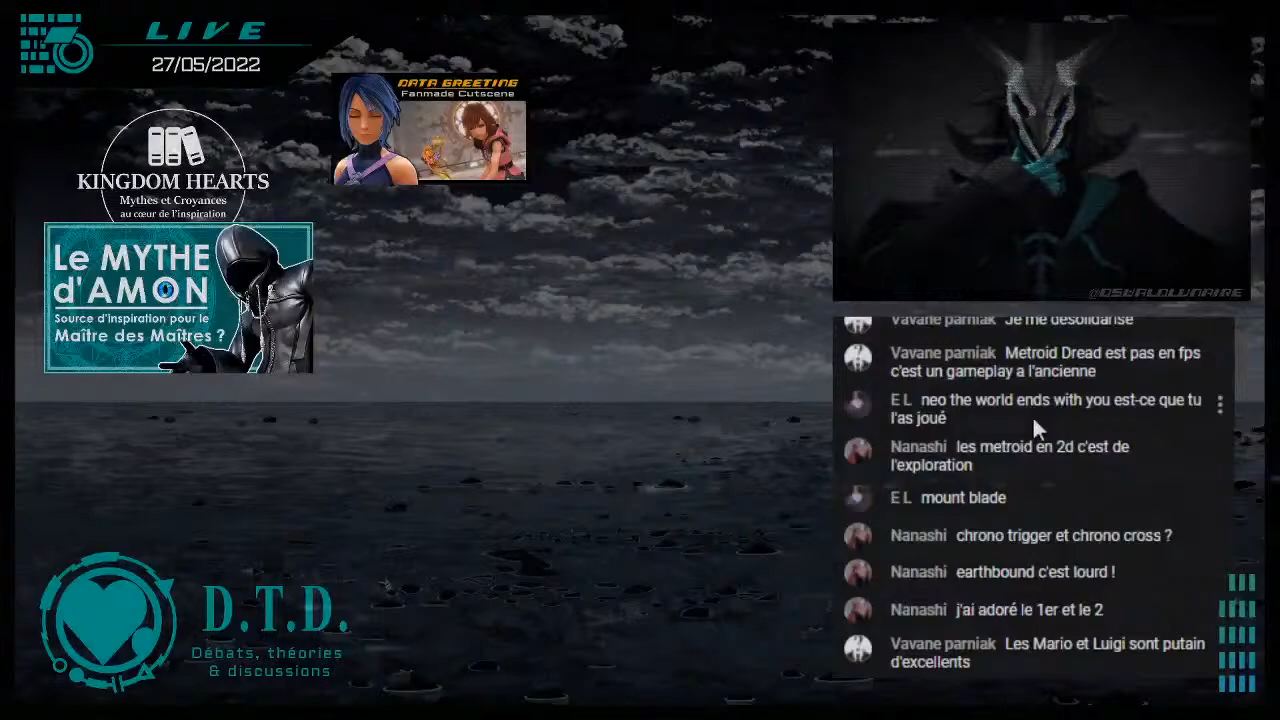 LIVE
27/05/2022
DATA GREETING
Fanmade Cutscene
KINGDOM HEARTS
Mythes et Croyances
au cœur de l'inspiration
Le MYTHE
d'AMON
Source d'inspiration pour le
Maître des Maîtres ?
@OSWALDLUNAIRE
Vavane parniak Je me désolidarise
Vavane parniak Metroid Dread est pas en fps
c'est un gameplay a l'ancienne
E L neo the world ends with you est-ce que tu
l'as joué
Nanashi les metroid en 2d c'est de
l'exploration
E L mount blade
Nanashi chrono trigger et chrono cross ?
Nanashi earthbound c'est lourd !
Nanashi j'ai adoré le 1er et le 2
Vavane parniak Les Mario et Luigi sont putain
d'excellents
D.T.D.
Débats, théories
& discussions